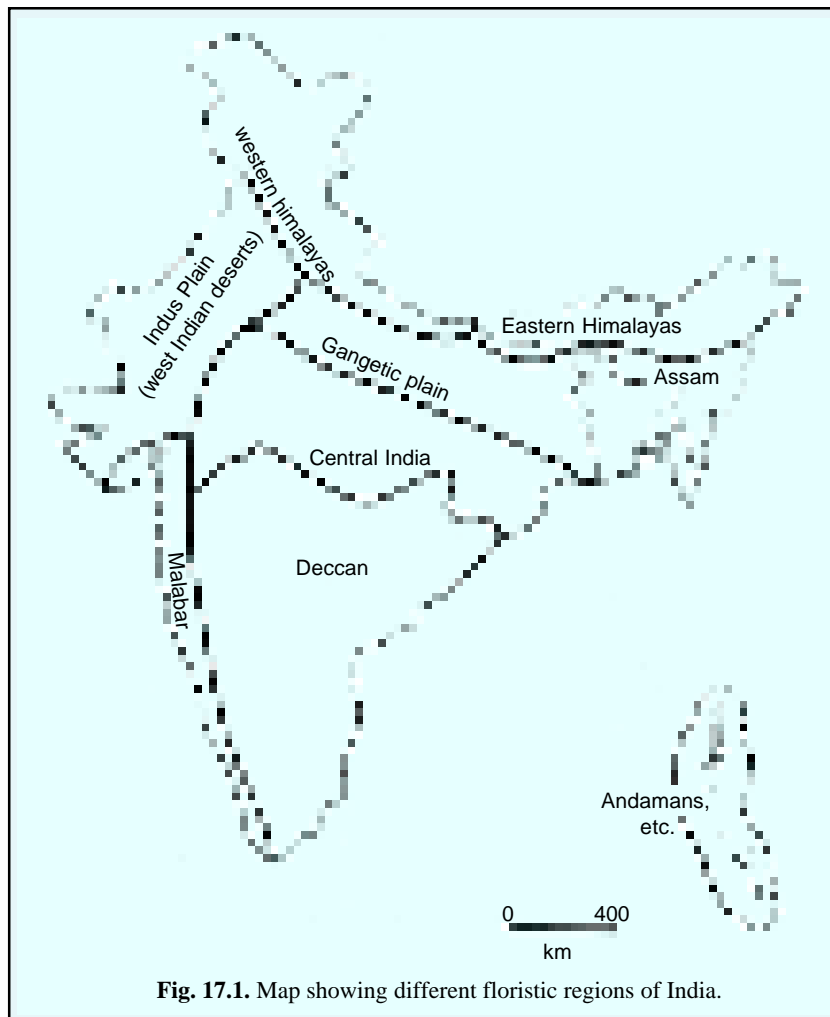 western himalayas
Indus Plain
(west Indian deserts)
Gangetic plain
Eastern Himalayas
Assam
Central India
Malabar
Deccan
Andamans,
etc.
0 400
km
Fig. 17.1. Map showing different floristic regions of India.